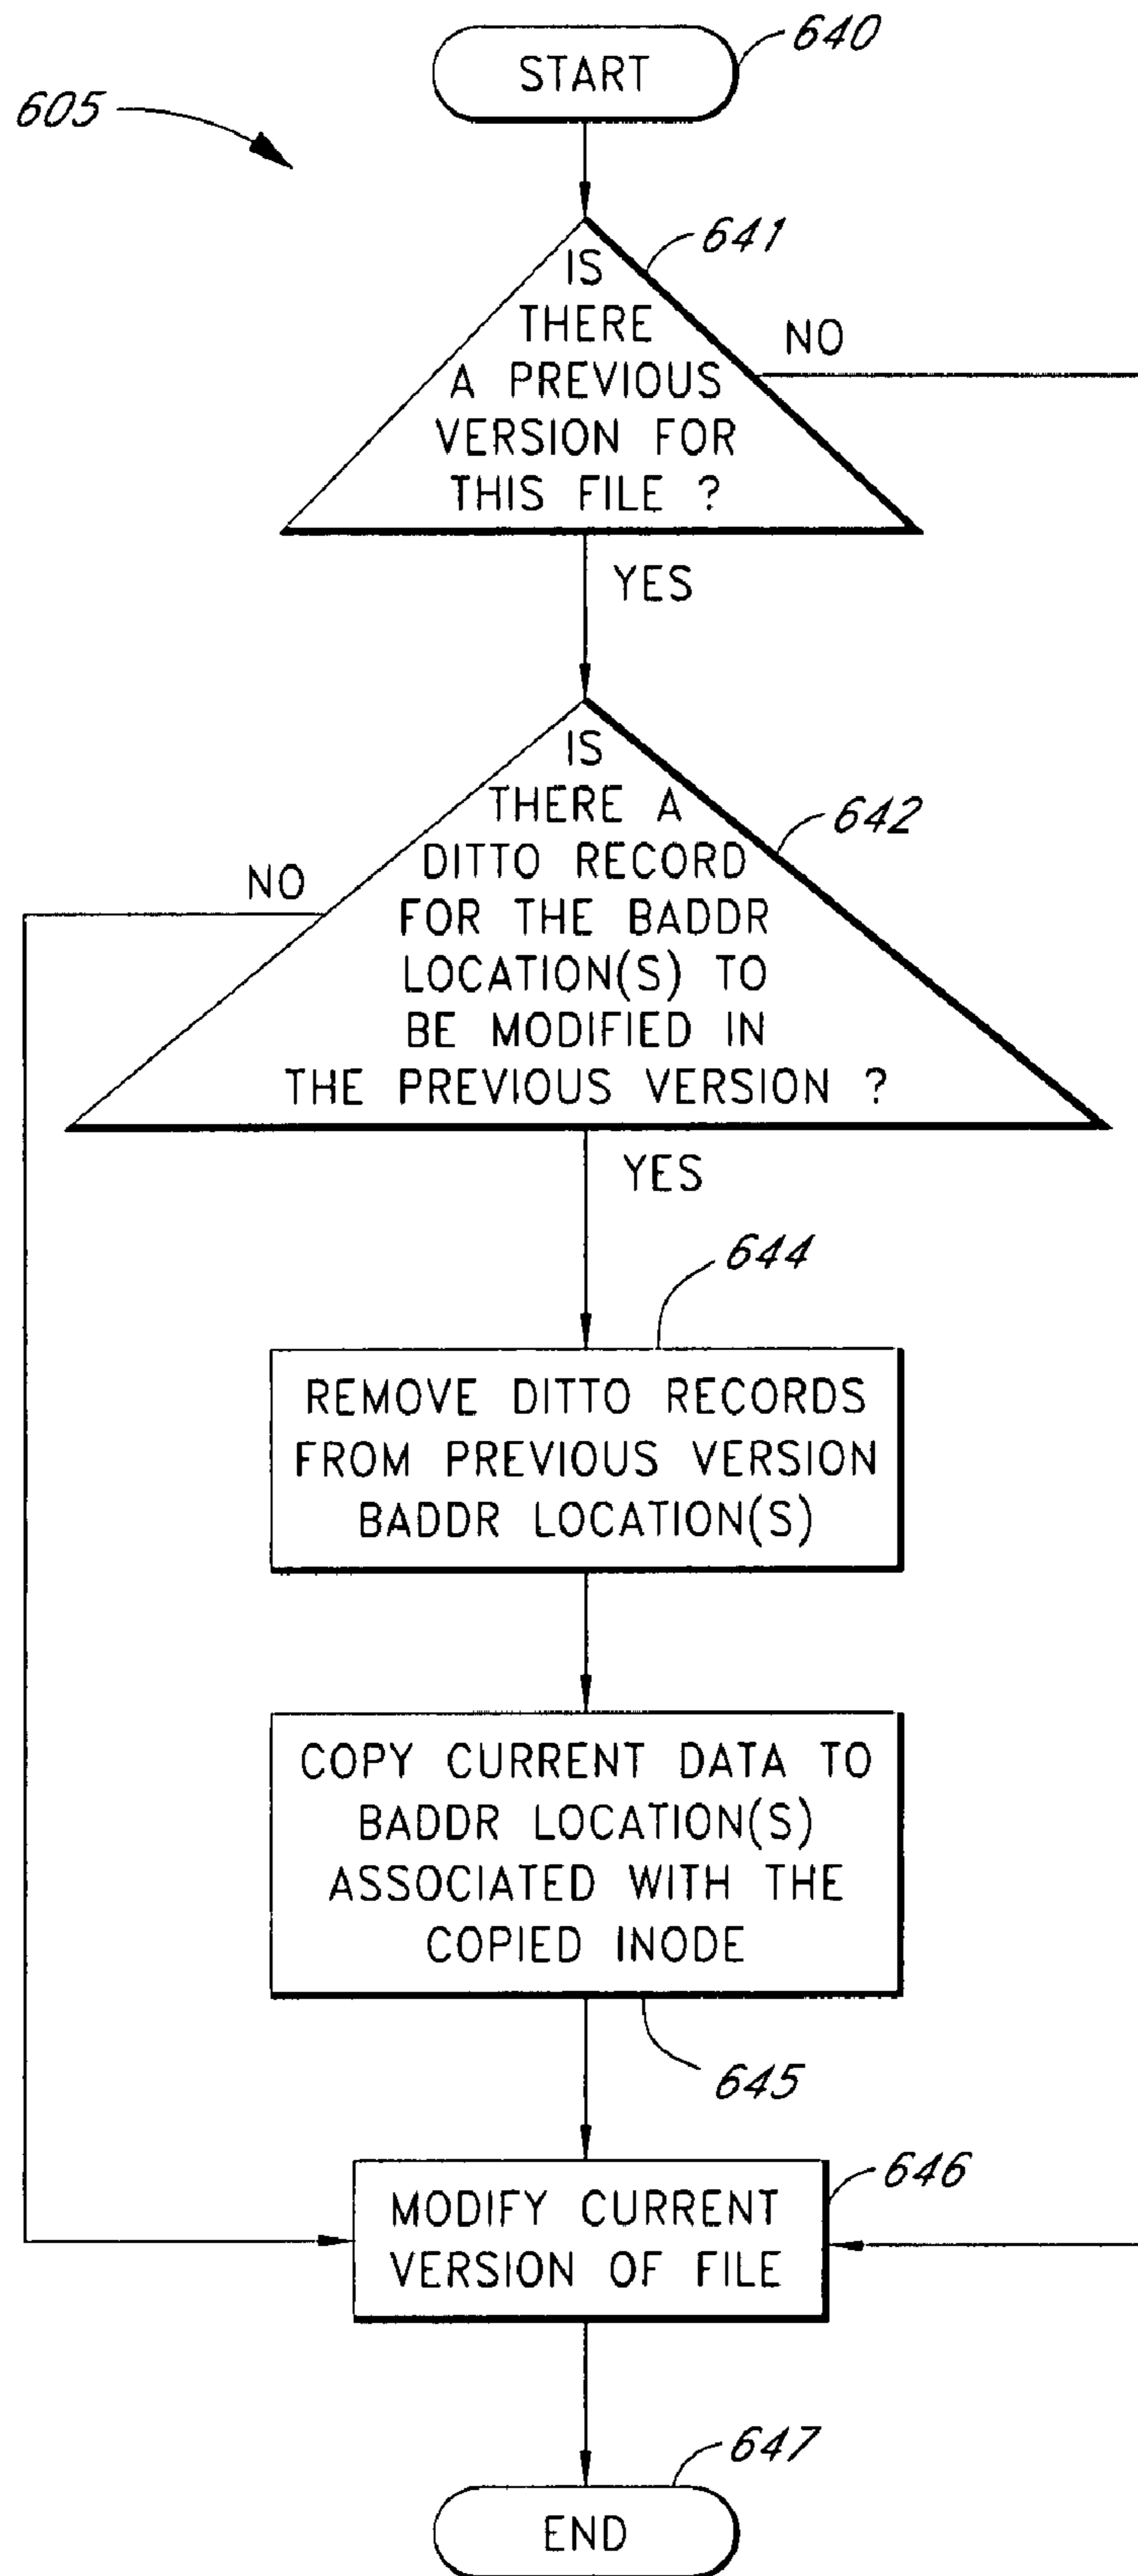 640
START
605
641
IS
THERE
A PREVIOUS
VERSION FOR
THIS FILE ?
NO
YES
IS
THERE A
DITTO RECORD
FOR THE BADDR
LOCATION(S) TO
BE MODIFIED IN
THE PREVIOUS VERSION ?
642
NO
YES
644
REMOVE DITTO RECORDS
FROM PREVIOUS VERSION
BADDR LOCATION(S)
COPY CURRENT DATA TO
BADDR LOCATION(S)
ASSOCIATED WITH THE
COPIED INODE
645
646
MODIFY CURRENT
VERSION OF FILE
647
END